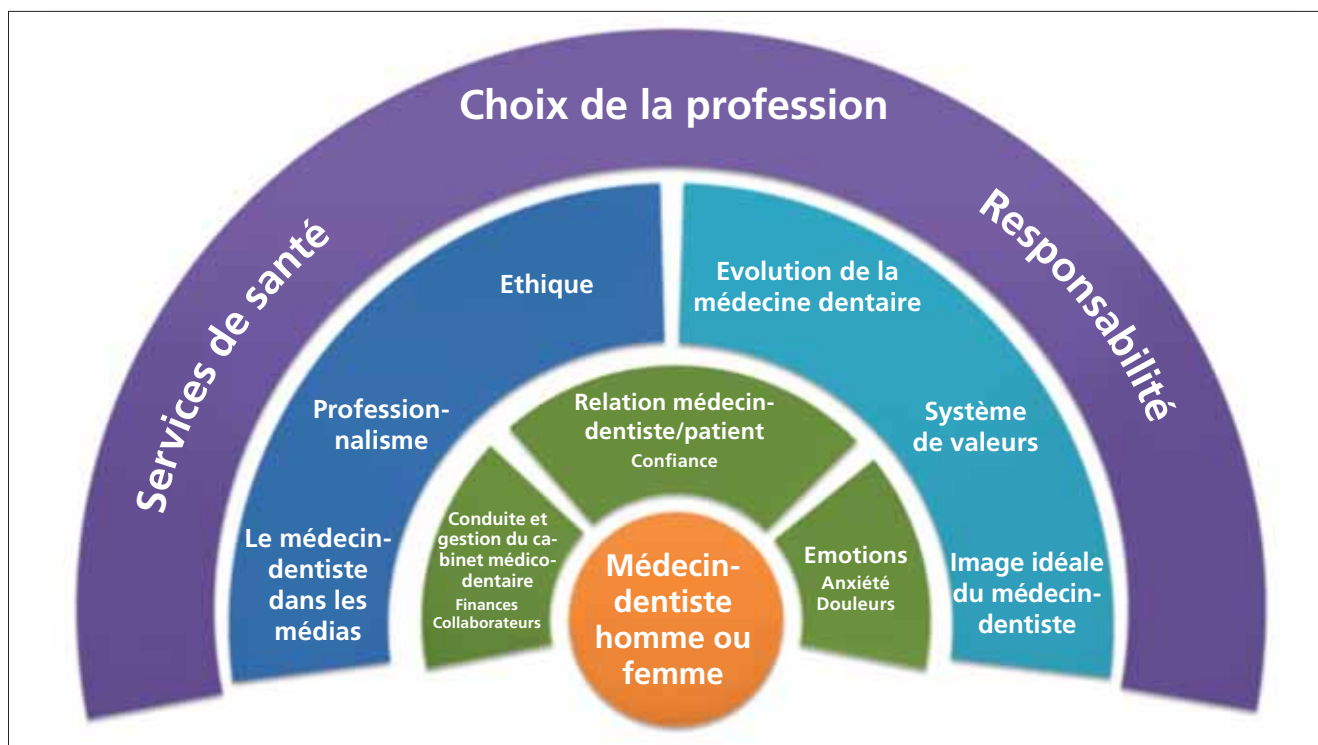 Choix de la profession
Services de santé
Responsabilité
Ethique
Profession-
nalisme
Le médecin-
dentiste
dans les
médias
Evolution de la
médecine dentaire
Système
de valeurs
Image idéale
du médecin-
dentiste
Relation médecin-
dentiste/patient
Confiance
Conduite et
gestion du ca-
binet médico-
dentaire
Finances
Collaborateurs
Emotions
Anxiété
Douleurs
Médecin-
dentiste
homme ou
femme